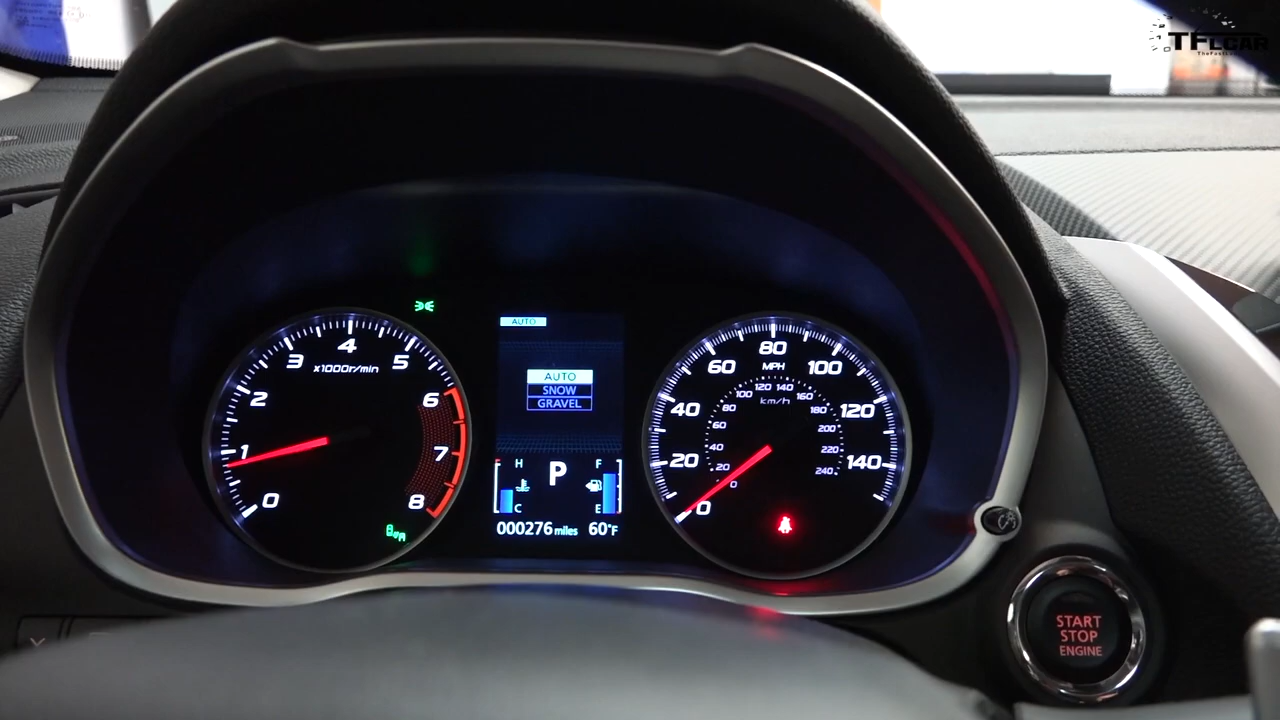 TFLCAR
AUTO
AUTO
SNOW
GRAVEL
0
1
2
3
4
5
6
7
8
x1000r/min
H
C
P
F
E
000276 miles
60°F
0
20
40
60
80
100
120
140
MPH
km/h
0
20
40
60
80
100
120
140
160
180
200
220
240
START
STOP
ENGINE